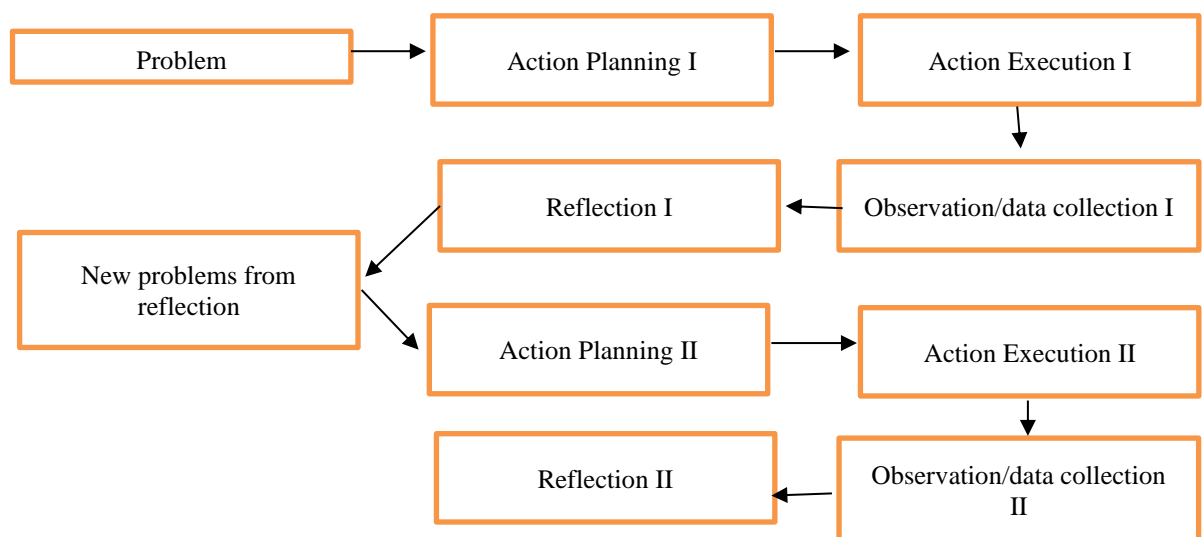 Problem
Action Planning I
Action Execution I
Reflection I
Observation/data collection I
New problems from
reflection
Action Planning II
Action Execution II
Reflection II
Observation/data collection
II